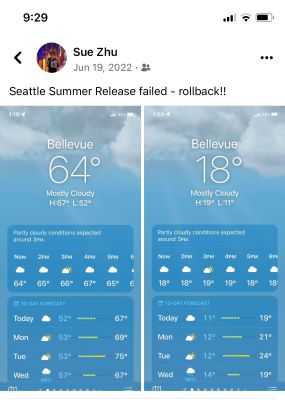 9:29
Sue Zhu
Jun 19, 2022
Seattle Summer Release failed - rollback!!
1:19
Bellevue
64°
Mostly Cloudy
H:67° L:52°
Partly cloudy conditions expected
around 3PM.
Now 2PM 3PM 4PM 5PM 6
64° 65° 66° 67° 65° 6
10-DAY FORECAST
Today 52° 67°
Mon 53° 69°
Tue 53° 75°
Wed 57° 67°
40%
1:20
Bellevue
18°
Mostly Cloudy
H:19° L:11°
Partly cloudy conditions expected
around 3PM.
Now 2PM 3PM 4PM 5PM 6P
18° 18° 19° 19° 18° 18
10-DAY FORECAST
Today 11° 19°
Mon 12° 21°
Tue 12° 24°
Wed 14° 19°
40%